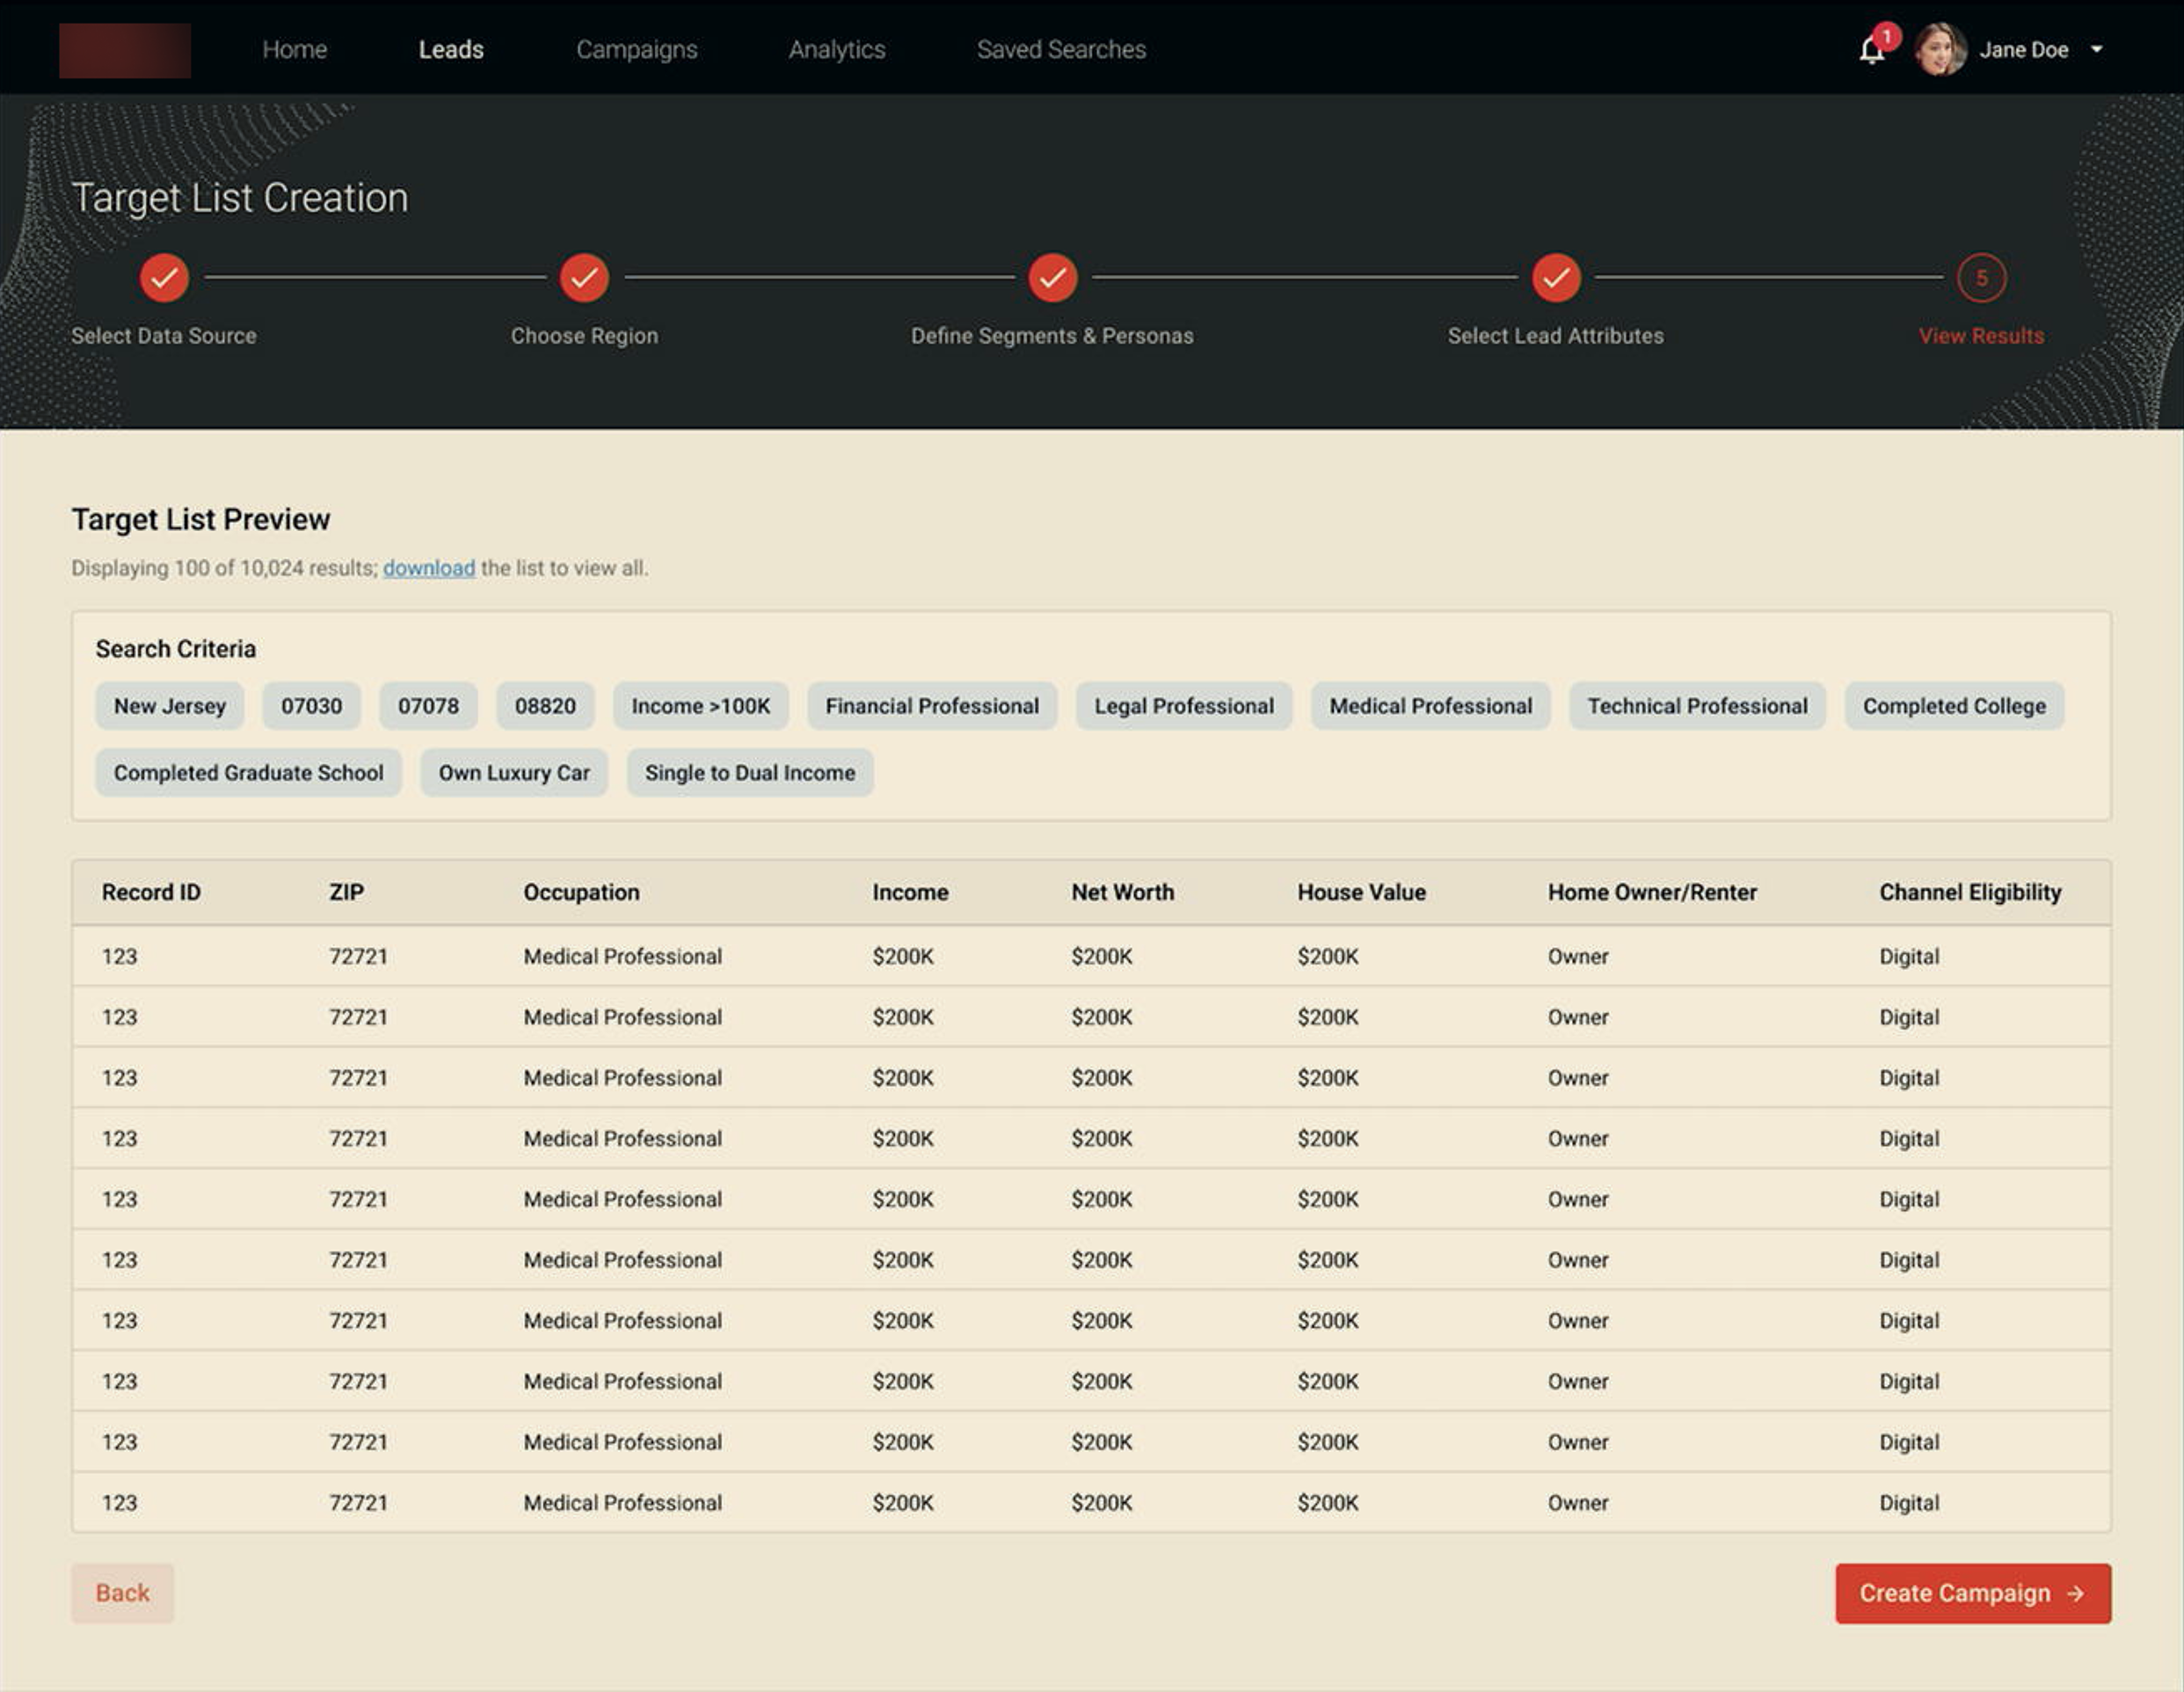 Home Leads Campaigns Analytics Saved Searches 1 Jane Doe
Target List Creation
5
Select Data Source Choose Region Define Segments & Personas Select Lead Attributes View Results
Target List Preview
Displaying 100 of 10,024 results; download the list to view all.
Search Criteria
New Jersey 07030 07078 08820 Income >100K Financial Professional Legal Professional Medical Professional Technical Professional Completed College
Completed Graduate School Own Luxury Car Single to Dual Income
Record ID ZIP Occupation Income Net Worth House Value Home Owner/Renter Channel Eligibility
123 72721 Medical Professional $200K $200K $200K Owner Digital
123 72721 Medical Professional $200K $200K $200K Owner Digital
123 72721 Medical Professional $200K $200K $200K Owner Digital
123 72721 Medical Professional $200K $200K $200K Owner Digital
123 72721 Medical Professional $200K $200K $200K Owner Digital
123 72721 Medical Professional $200K $200K $200K Owner Digital
123 72721 Medical Professional $200K $200K $200K Owner Digital
123 72721 Medical Professional $200K $200K $200K Owner Digital
123 72721 Medical Professional $200K $200K $200K Owner Digital
123 72721 Medical Professional $200K $200K $200K Owner Digital
Back Create Campaign →